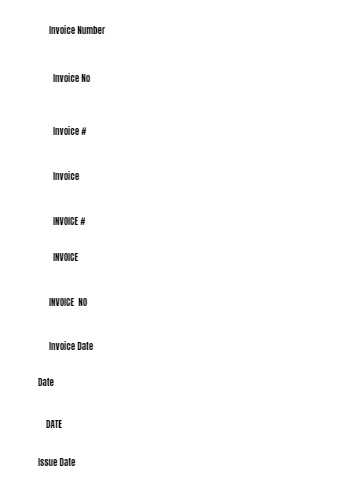 Invoice Number
Invoice No
Invoice #
Invoice
INVOICE #
INVOICE
INVOICE NO
Invoice Date
Date
DATE
Issue Date